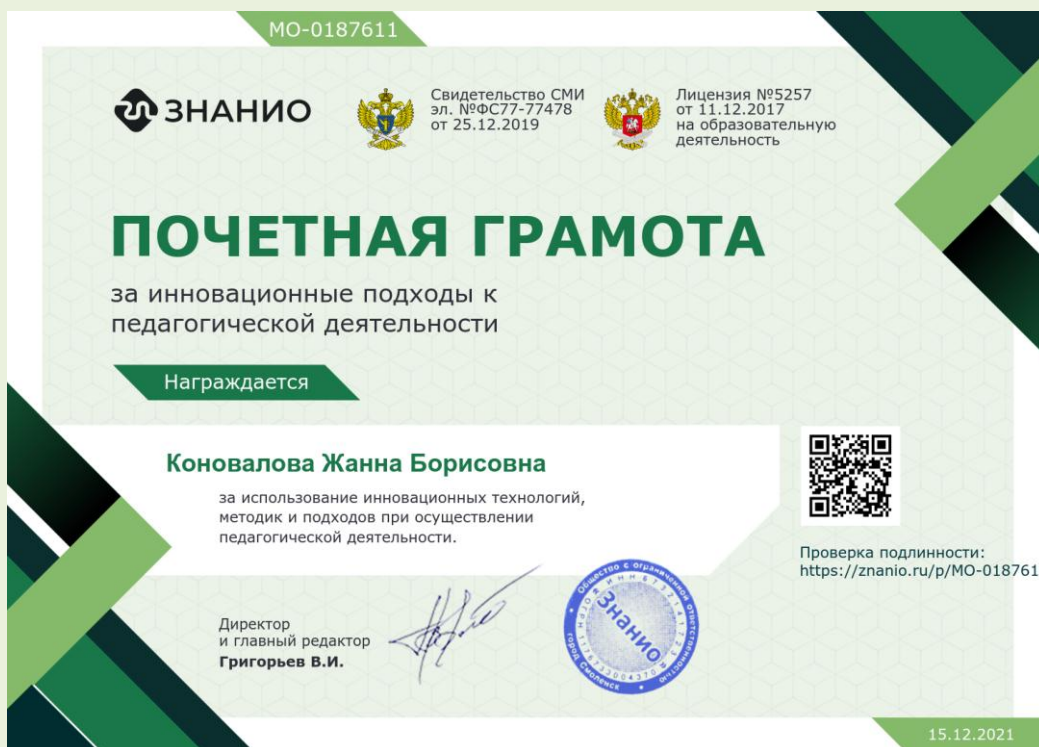 МО-0187611
ЗНАНИО
Свидетельство СМИ
эл. №ФС77-77478
от 25.12.2019
Лицензия №5257
от 11.12.2017
на образовательную
деятельность
ПОЧЕТНАЯ ГРАМОТА
за инновационные подходы к
педагогической деятельности
Награждается
Коновалова Жанна Борисовна
за использование инновационных технологий,
методик и подходов при осуществлении
педагогической деятельности.
Проверка подлинности:
https://znanio.ru/p/МО-018761
Директор
и главный редактор
Григорьев В.И.
Общество с ограниченной ответственностью
город Смоленск
Знанио
15.12.2021